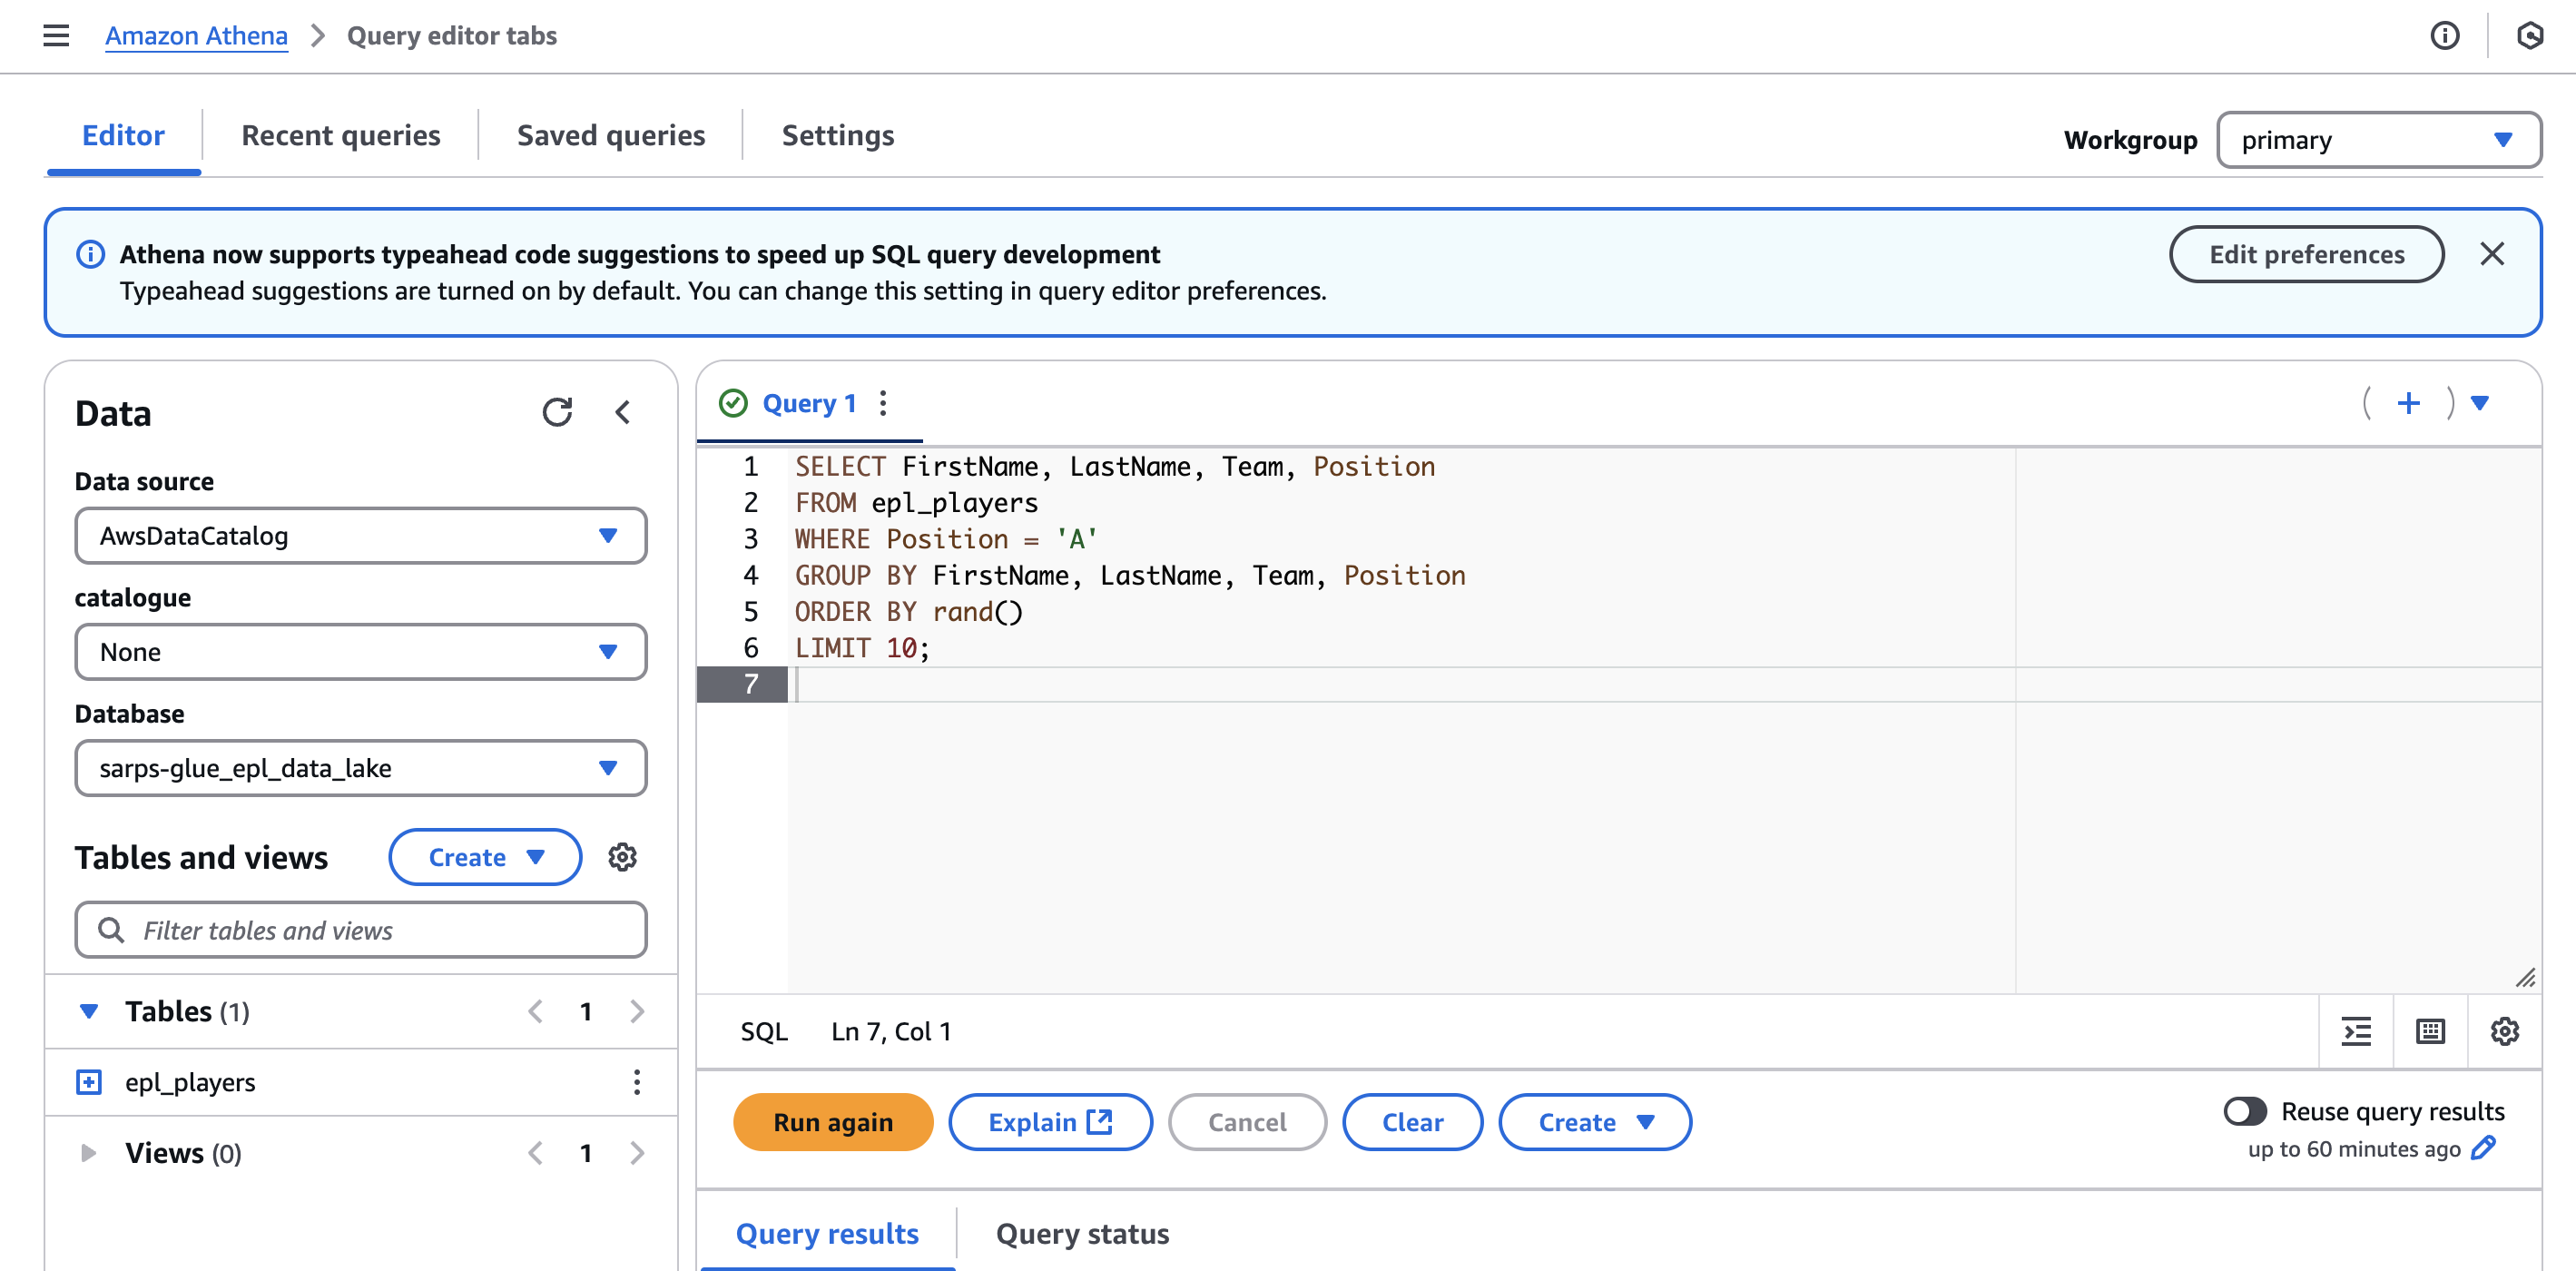 Amazon Athena > Query editor tabs
Editor
Recent queries
Saved queries
Settings
Workgroup
primary
Athena now supports typeahead code suggestions to speed up SQL query development
Typeahead suggestions are turned on by default. You can change this setting in query editor preferences.
Edit preferences
Data
Data source
AwsDataCatalog
catalogue
None
Database
sarps-glue_epl_data_lake
Tables and views
Create
Filter tables and views
Tables (1)
< 1 >
epl_players
Views (0)
< 1 >
Query 1
( + )
1 SELECT FirstName, LastName, Team, Position
2 FROM epl_players
3 WHERE Position = 'A'
4 GROUP BY FirstName, LastName, Team, Position
5 ORDER BY rand()
6 LIMIT 10;
7
SQL Ln 7, Col 1
Run again
Explain
Cancel
Clear
Create
Reuse query results
up to 60 minutes ago
Query results
Query status